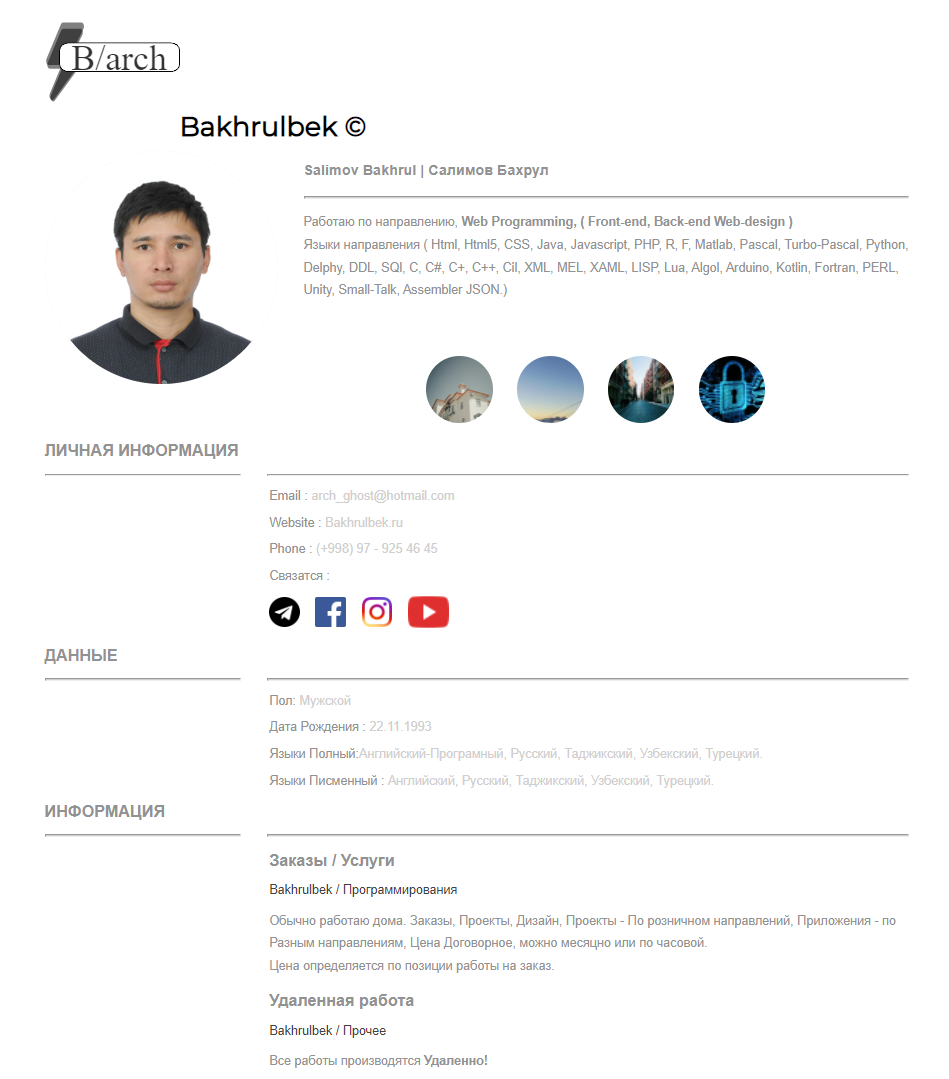 B/arch
Bakhrulbek ©
Salimov Bakhrul | Салимов Бахрул
Работаю по направлению, Web Programming, ( Front-end, Back-end Web-design )
Языки направления ( Html, Html5, CSS, Java, Javascript, PHP, R, F, Matlab, Pascal, Turbo-Pascal, Python,
Delphy, DDL, SQl, C, C#, C+, C++, Cil, XML, MEL, XAML, LISP, Lua, Algol, Arduino, Kotlin, Fortran, PERL,
Unity, Small-Talk, Assembler JSON.)
ЛИЧНАЯ ИНФОРМАЦИЯ
Email : arch_ghost@hotmail.com
Website : Bakhrulbek.ru
Phone : (+998) 97 - 925 46 45
Связатся :
ДАННЫЕ
Пол: Мужской
Дата Рождения : 22.11.1993
Языки Полный:Английский-Програмный, Русский, Таджикский, Узбекский, Турецкий.
Языки Писменный : Английский, Русский, Таджикский, Узбекский, Турецкий.
ИНФОРМАЦИЯ
Заказы / Услуги
Bakhrulbek / Программирования
Обычно работаю дома. Заказы, Проекты, Дизайн, Проекты - По розничном направлений, Приложения - по
Разным направлениям, Цена Договорное, можно месяцно или по часовой.
Цена определяется по позиции работы на заказ.
Удаленная работа
Bakhrulbek / Прочее
Все работы производятся Удаленно!